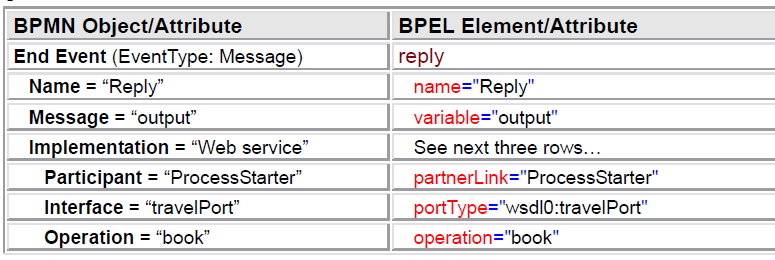 BPMN Object/Attribute BPEL Element/Attribute
End Event (EventType: Message) reply
Name = “Reply” name="Reply"
Message = “output” variable="output"
Implementation = “Web service” See next three rows…
Participant = “ProcessStarter” partnerLink="ProcessStarter"
Interface = “travelPort” portType="wsdl0:travelPort"
Operation = “book” operation="book"